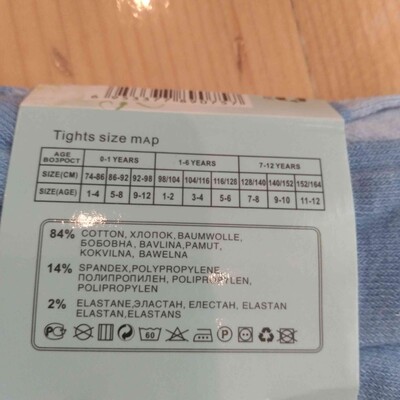 Tights size mAp
AGE ВОЗРОСТ 0-1 YEARS 1-6 YEARS 7-12 YEARS
SIZE(CM) 74-86 86-92 92-98 98/104 104/116 116/128 128/140 140/152 152/164
SIZE(AGE) 1-4 5-8 9-12 1-2 3-4 5-6 7-8 9-10 11-12
84% COTTON, ХЛОПОК, BAUMWOLLE,
БОБОВНА, BAVLINA,PAMUT,
KOKVILNA, BAWELNA
14% SPANDEX,POLYPROPYLENE,
ПОЛИПРОПИЛЕН, POLIPROPYLEN,
POLIPROPYLEN
2% ELASTANE,ЭЛАСТАН, ЕЛЕСТАН, ELASTAN
ELASTAN,ELASTANS
60 P